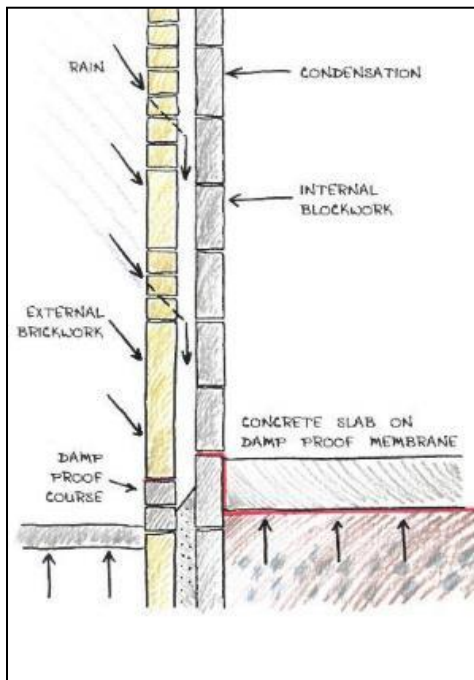 RAIN
CONDENSATION
INTERNAL
BLOCKWORK
EXTERNAL
BRICKWORK
CONCRETE SLAB ON
DAMP PROOF MEMBRANE
DAMP
PROOF
COURSE